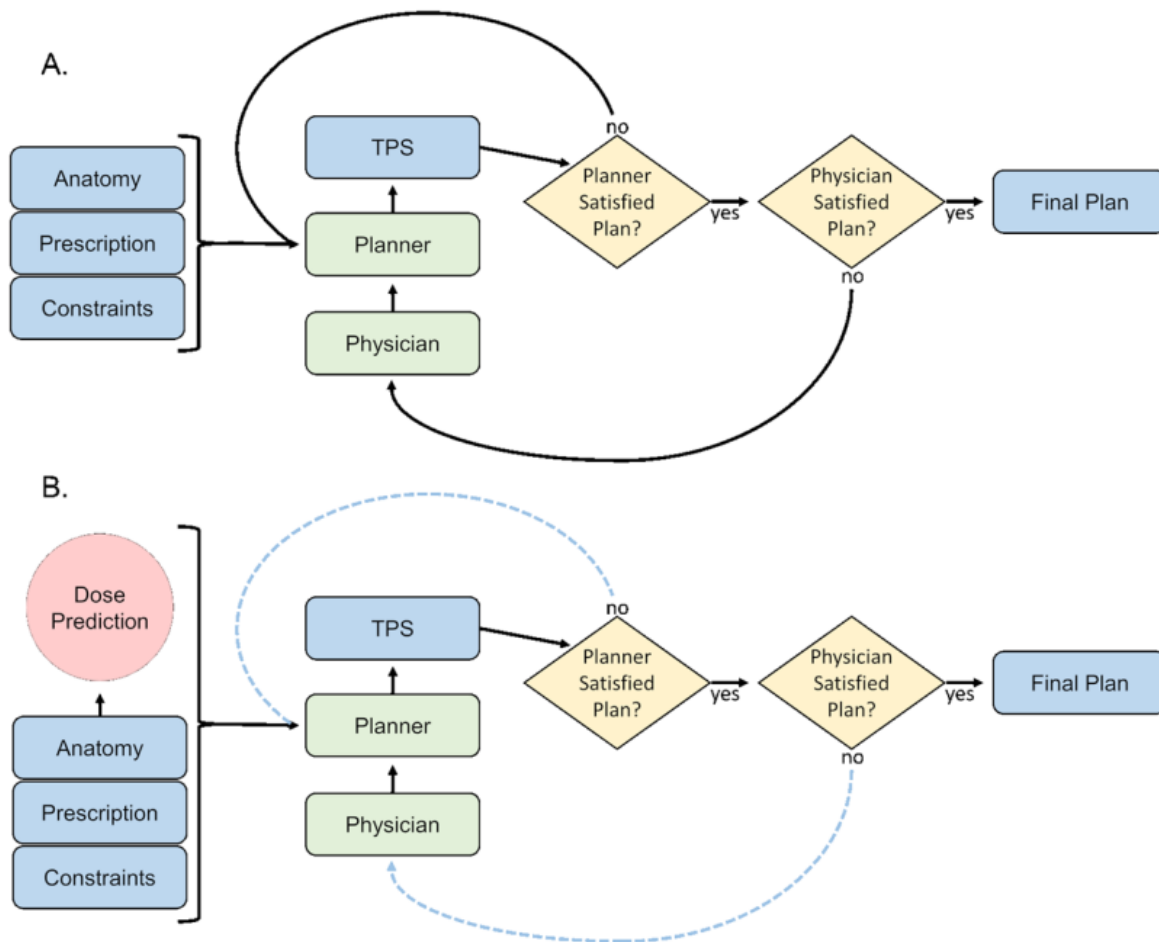 A.
Anatomy
Prescription
Constraints
TPS
Planner
Physician
no
Planner
Satisfied
Plan?
yes
Physician
Satisfied
Plan?
yes
no
Final Plan
B.
Dose
Prediction
Anatomy
Prescription
Constraints
TPS
Planner
Physician
no
Planner
Satisfied
Plan?
yes
Physician
Satisfied
Plan?
yes
no
Final Plan